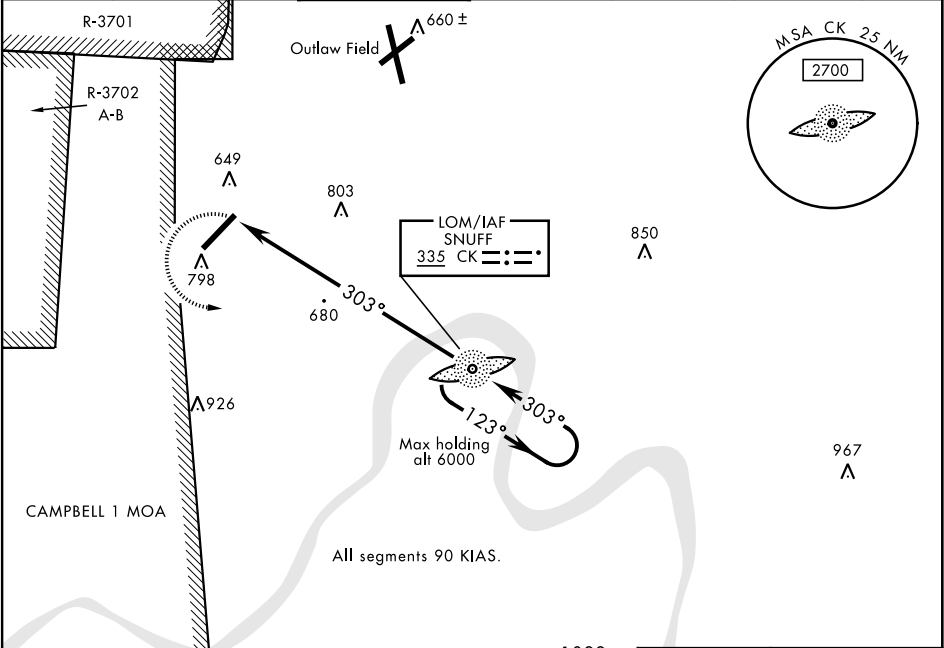 R-3701
660 ±
Outlaw Field
MSA CK 25 NM
2700
R-3702
A-B
649
803
LOM/IAF
SNUFF
335 CK
850
798
303°
680
926
303°
123°
Max holding
alt 6000
967
CAMPBELL 1 MOA
All segments 90 KIAS.